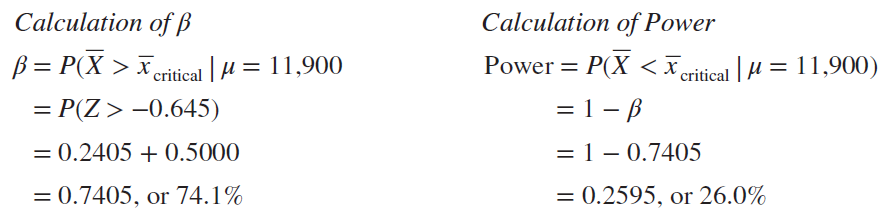 Calculation of β
β = P(X̄ > x̄critical | μ = 11,900
= P(Z > −0.645)
= 0.2405 + 0.5000
= 0.7405, or 74.1%
Calculation of Power
Power = P(X̄ < x̄critical | μ = 11,900)
= 1 − β
= 1 − 0.7405
= 0.2595, or 26.0%